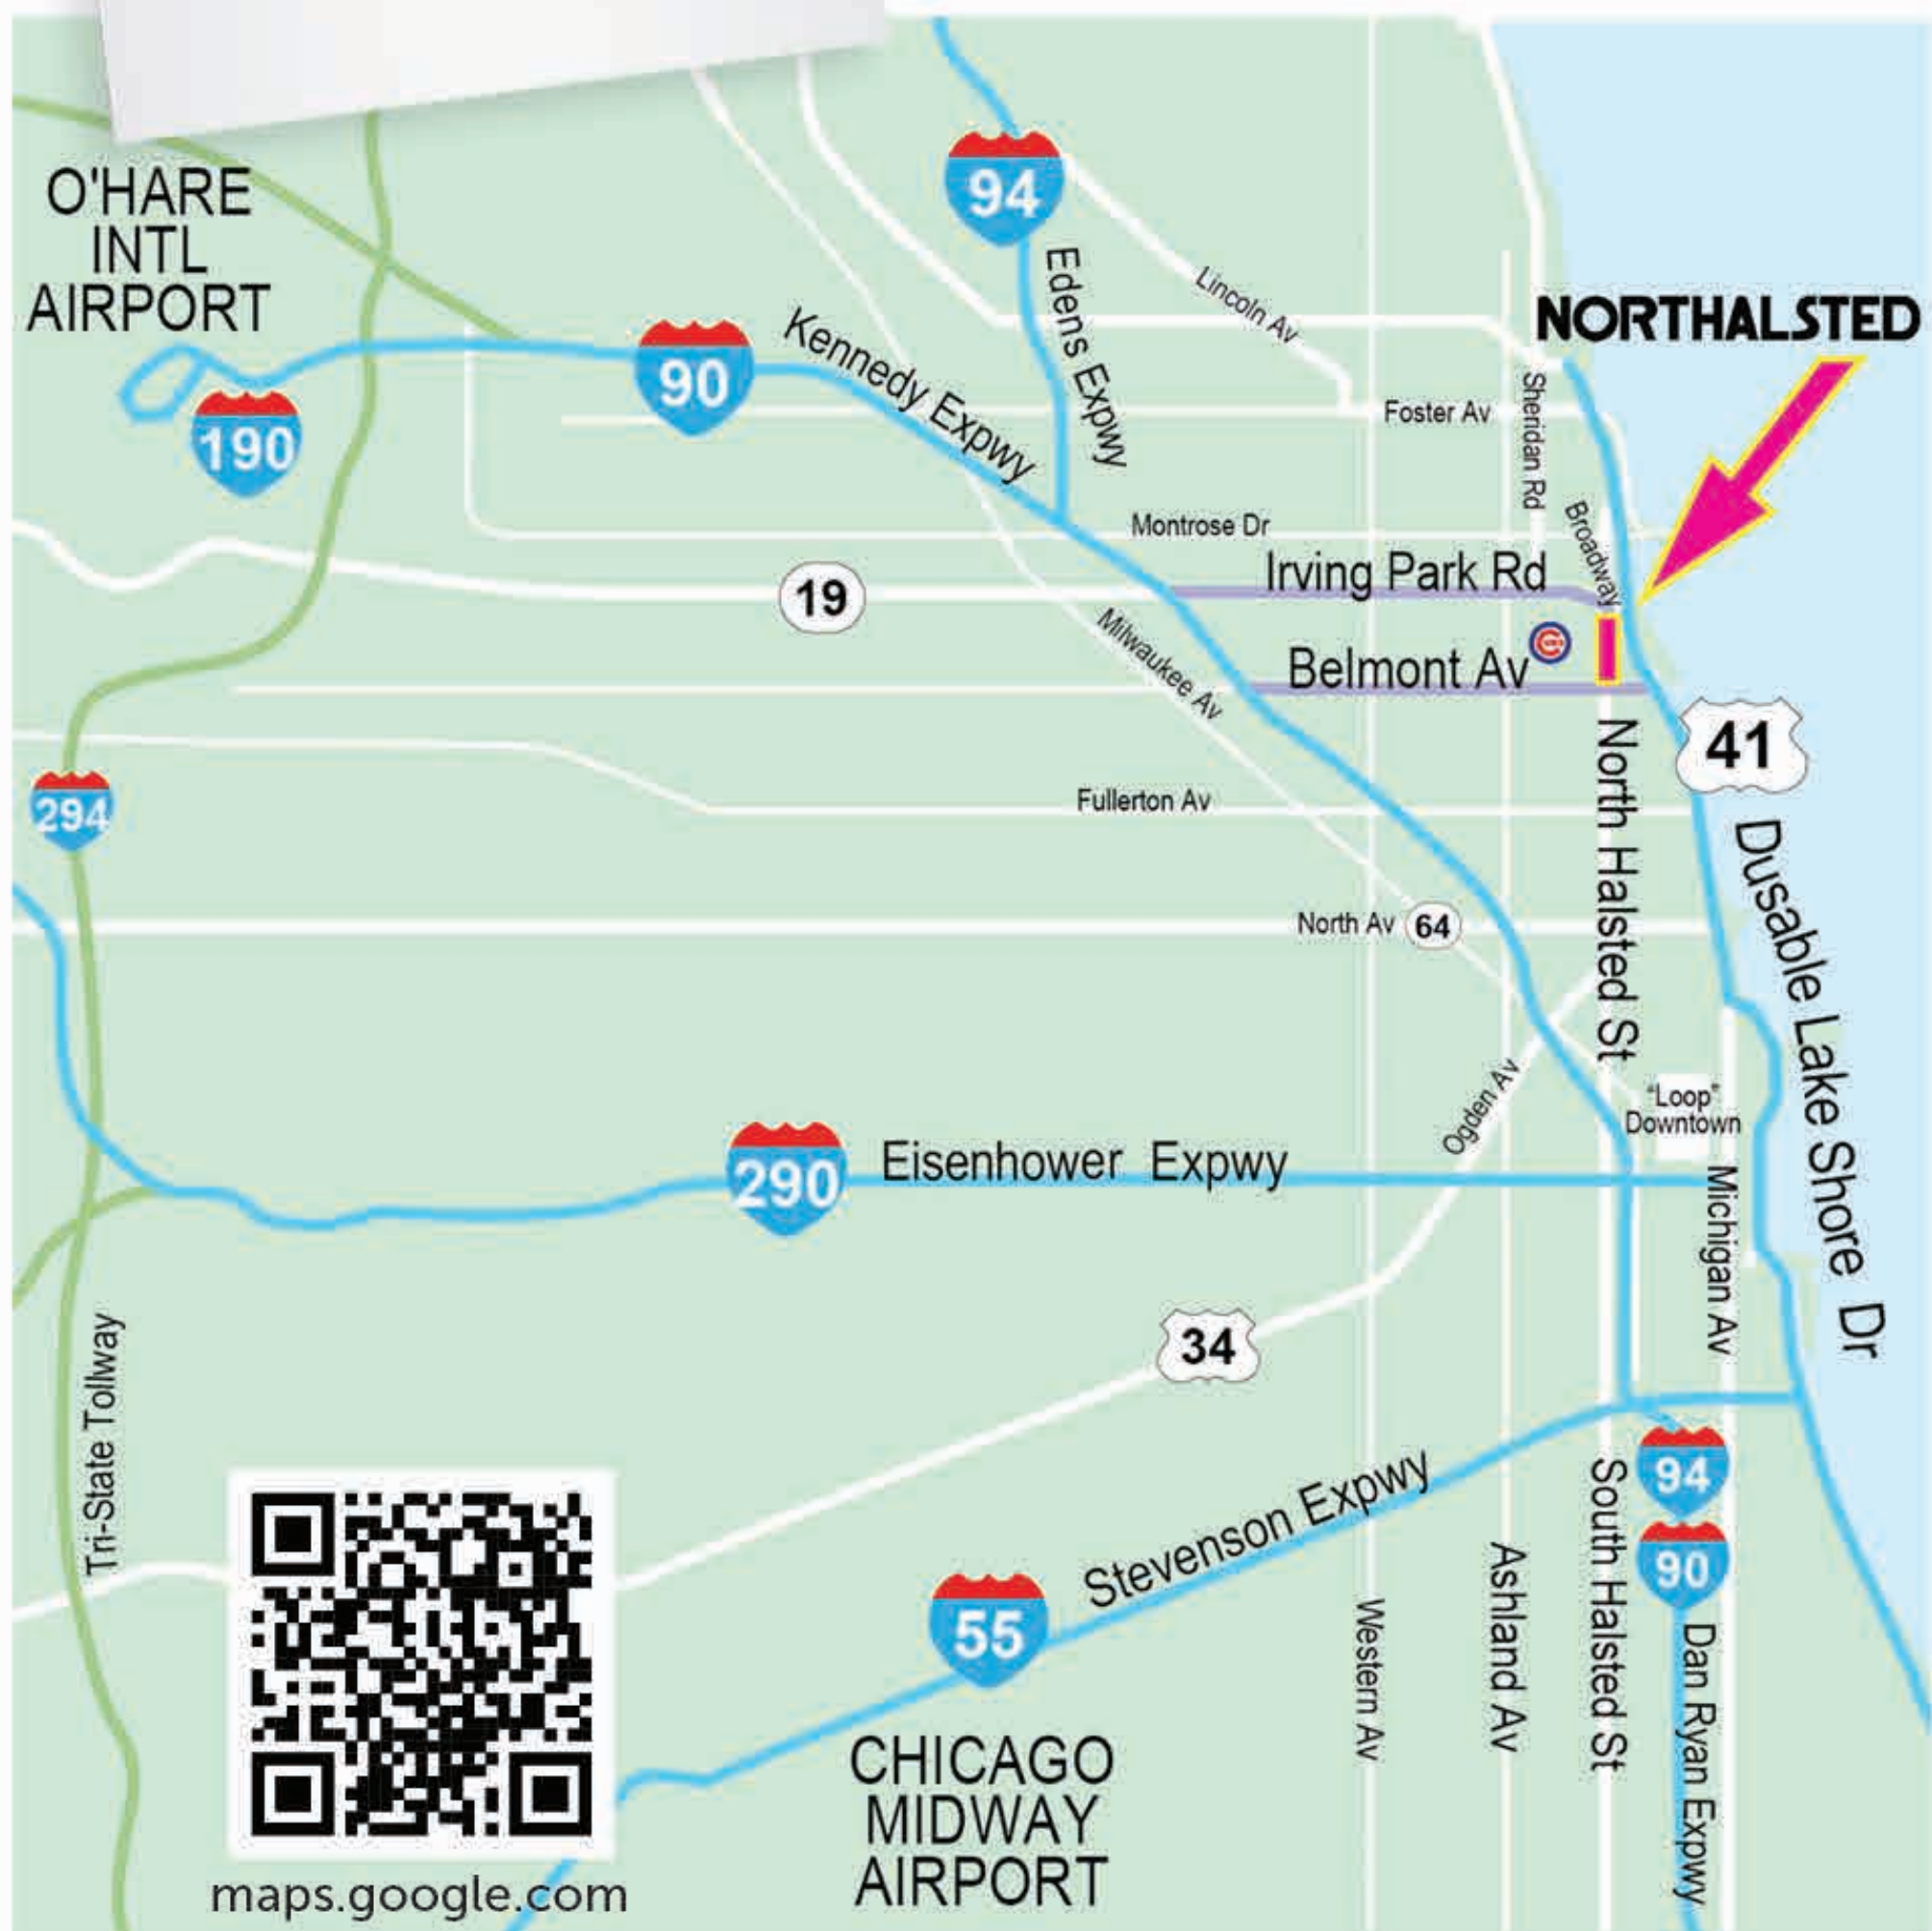 O'HARE
INTL
AIRPORT
94
Edens Expwy
Lincoln Av
NORTHALSTED
190
90
Kennedy Expwy
Foster Av
Sheridan Rd
Broadway
Montrose Dr
Irving Park Rd
19
Milwaukee Av
Belmont Av
41
294
Fullerton Av
North Halsted St
Dusable Lake Shore Dr
North Av
64
Ogden Av
"Loop"
Downtown
290
Eisenhower Expwy
Michigan Av
34
Tri-State Tollway
94
90
Stevenson Expwy
55
Western Av
Ashland Av
South Halsted St
Dan Ryan Expwy
CHICAGO
MIDWAY
AIRPORT
maps.google.com